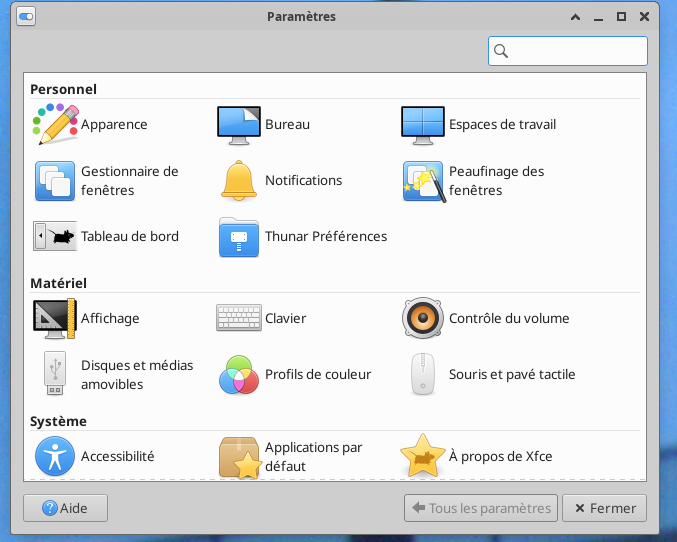 Paramètres
Personnel
Apparence
Bureau
Espaces de travail
Gestionnaire de
fenêtres
Notifications
Peaufinage des
fenêtres
Tableau de bord
Thunar Préférences
Matériel
Affichage
Clavier
Contrôle du volume
Disques et médias
amovibles
Profils de couleur
Souris et pavé tactile
Système
Accessibilité
Applications par
défaut
À propos de Xfce
Aide
Tous les paramètres
Fermer